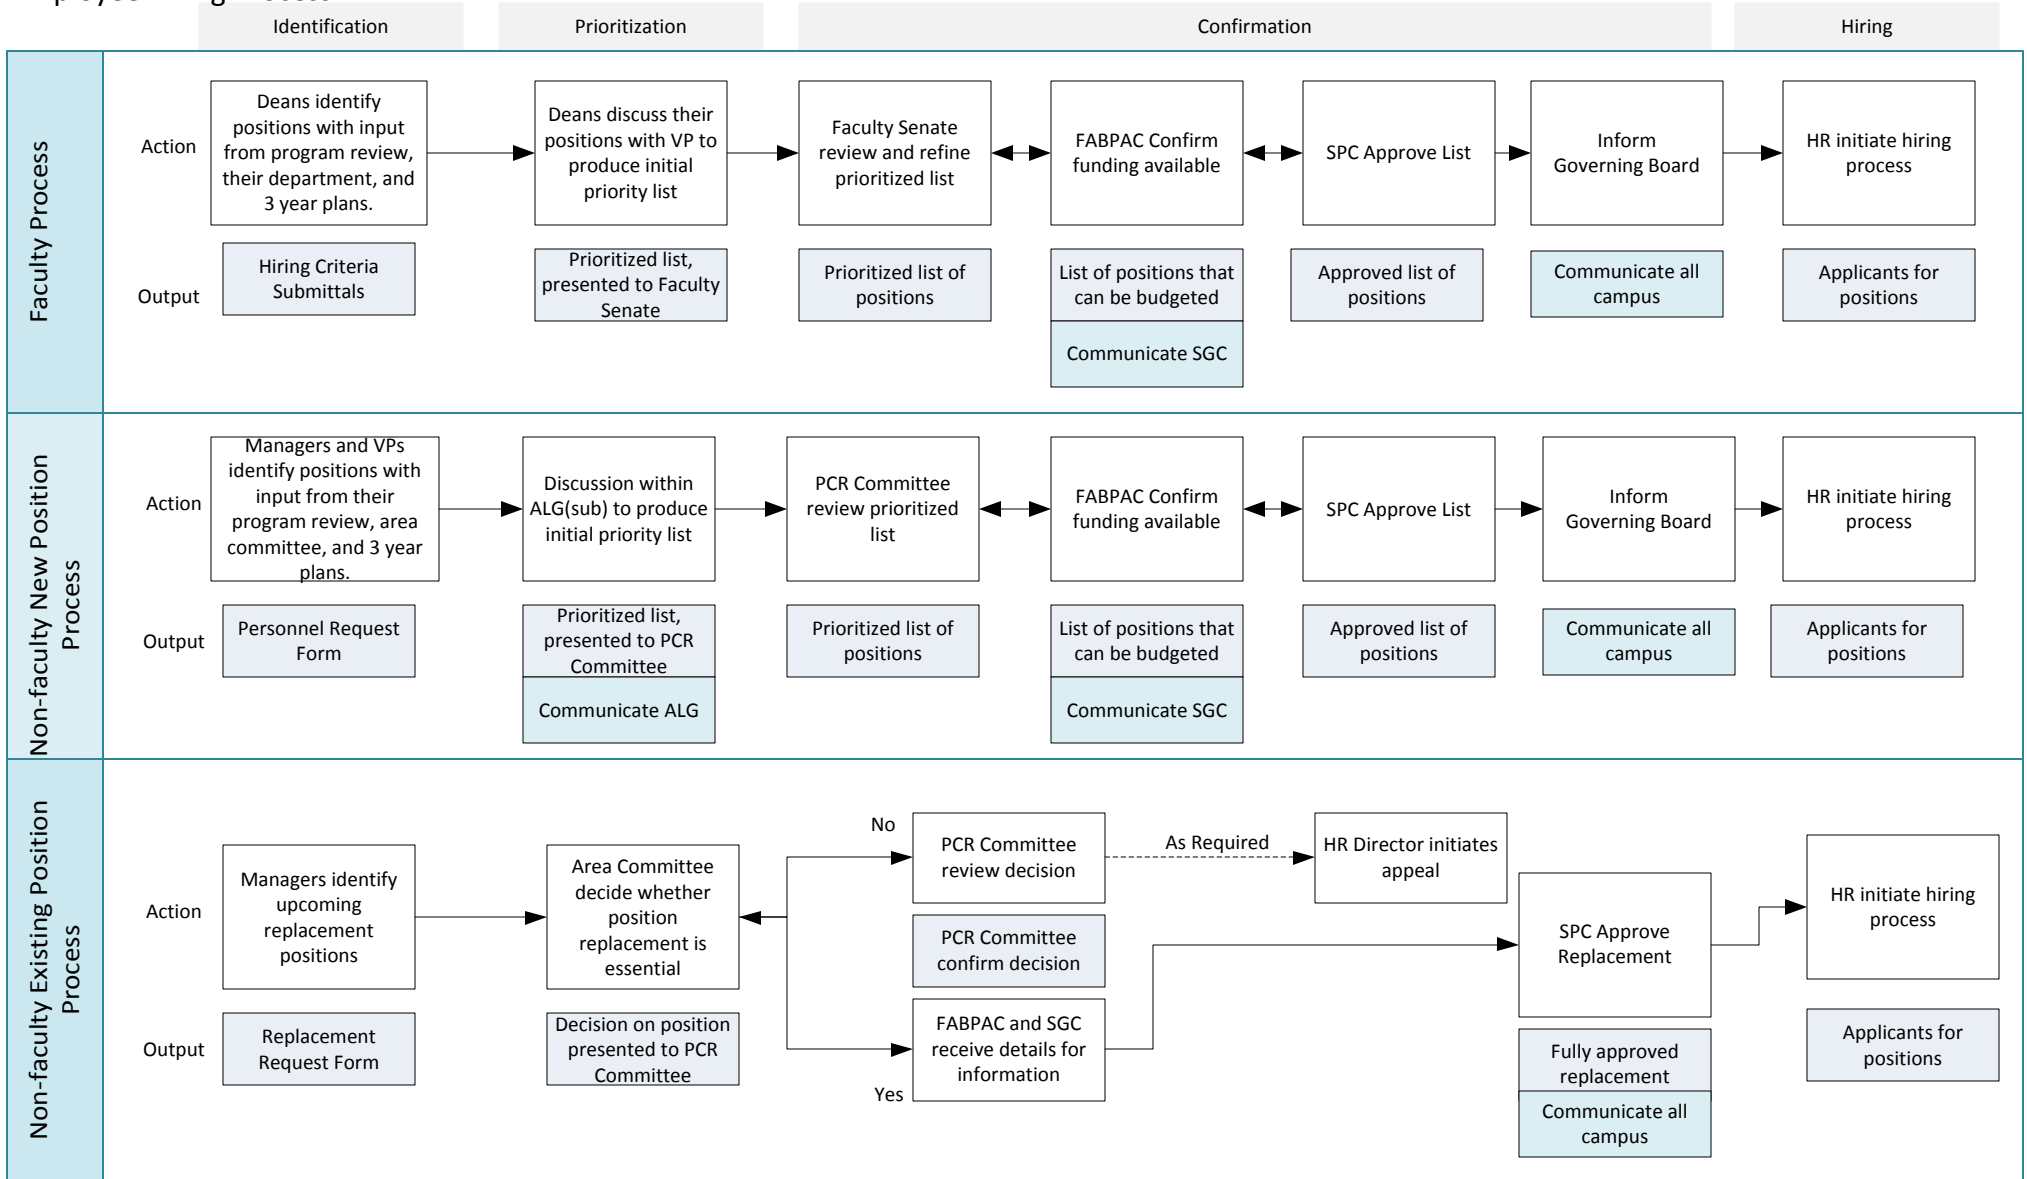 Identification
Prioritization
Confirmation
Hiring
Faculty Process
Action
Deans identify
positions with input
from program review,
their department, and
3 year plans.
Deans discuss their
positions with VP to
produce initial
priority list
Faculty Senate
review and refine
prioritized list
FABPAC Confirm
funding available
SPC Approve List
Inform
Governing Board
HR initiate hiring
process
Output
Hiring Criteria
Submittals
Prioritized list,
presented to Faculty
Senate
Prioritized list of
positions
List of positions that
can be budgeted
Communicate SGC
Approved list of
positions
Communicate all
campus
Applicants for
positions
Non-faculty New Position
Process
Action
Managers and VPs
identify positions with
input from their
program review, area
committee, and 3 year
plans.
Discussion within
ALG(sub) to produce
initial priority list
PCR Committee
review prioritized
list
FABPAC Confirm
funding available
SPC Approve List
Inform
Governing Board
HR initiate hiring
process
Output
Personnel Request
Form
Prioritized list,
presented to PCR
Committee
Communicate ALG
Prioritized list of
positions
List of positions that
can be budgeted
Communicate SGC
Approved list of
positions
Communicate all
campus
Applicants for
positions
Non-faculty Existing Position
Process
Action
Managers identify
upcoming
replacement
positions
Area Committee
decide whether
position
replacement is
essential
No
PCR Committee
review decision
As Required
HR Director initiates
appeal
PCR Committee
confirm decision
SPC Approve
Replacement
HR initiate hiring
process
Output
Replacement
Request Form
Decision on position
presented to PCR
Committee
FABPAC and SGC
receive details for
information
Yes
Fully approved
replacement
Communicate all
campus
Applicants for
positions